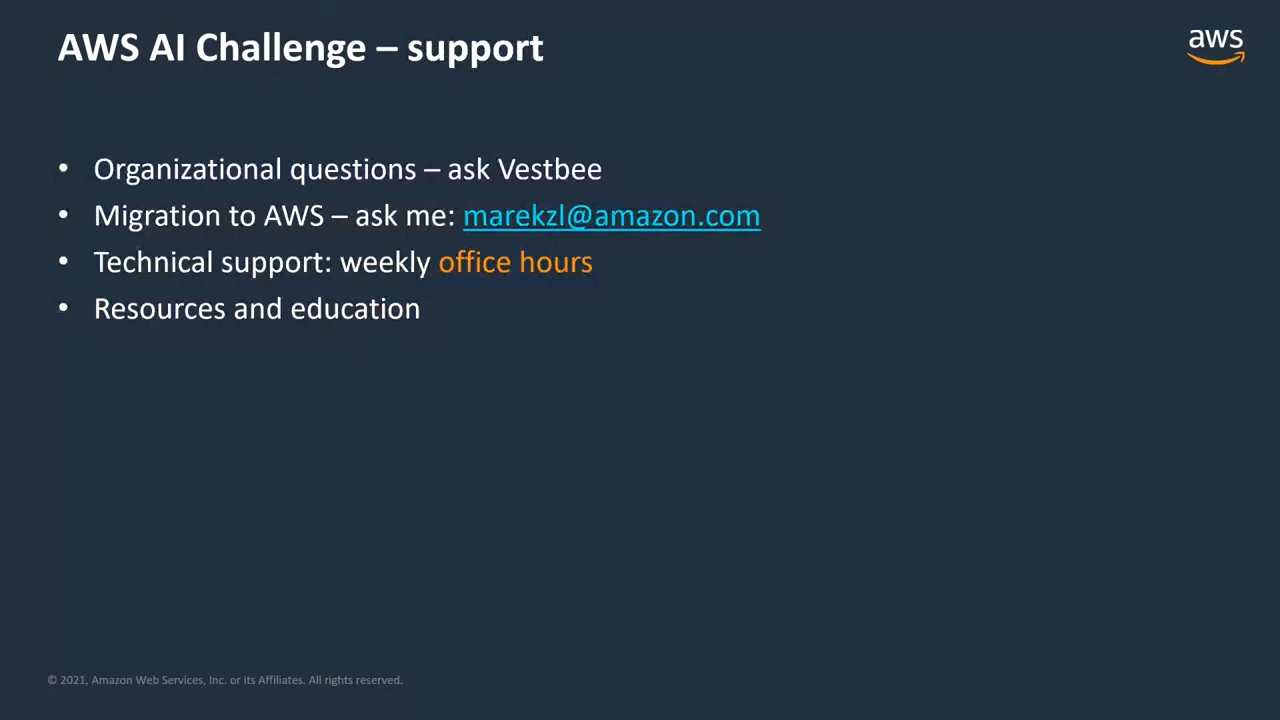 AWS AI Challenge – support
aws
• Organizational questions – ask Vestbee
• Migration to AWS – ask me: marekzl@amazon.com
• Technical support: weekly office hours
• Resources and education
© 2021, Amazon Web Services, Inc. or its Affiliates. All rights reserved.